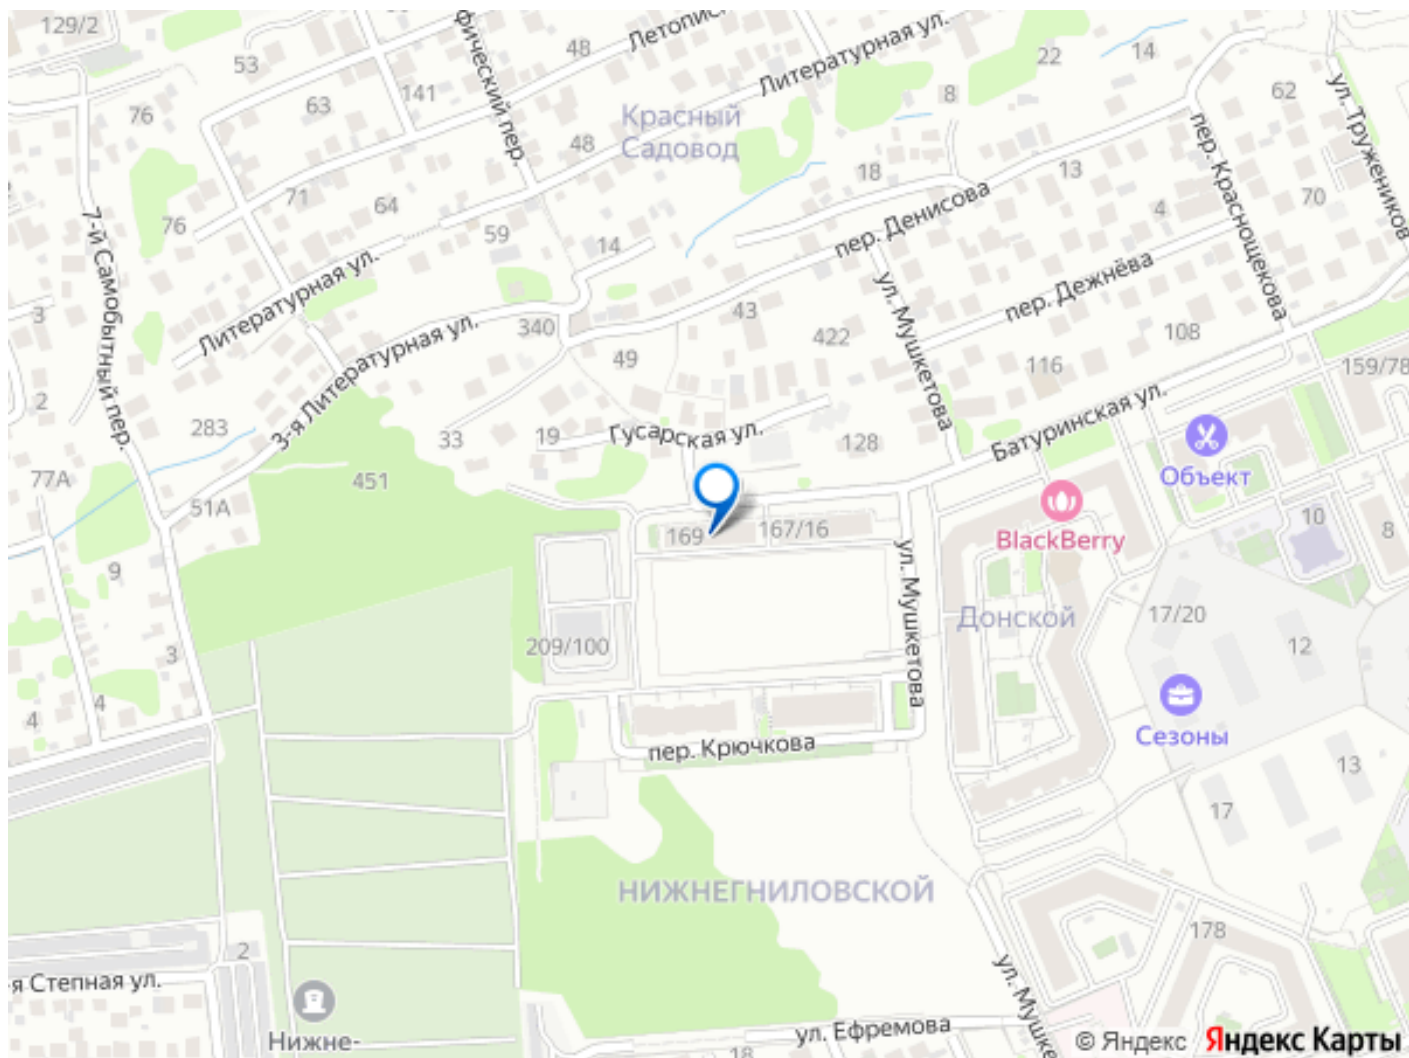 129/2
53
48
Летопис
фический пер.
Литературная ул.
22
14
8
62
ул. Тружеников
76
63
141
Красный
Садовод
48
18
13
пер. Краснощекова
70
7-й Самобытный пер.
76
71
64
59
14
пер. Денисова
4
Литературная ул.
3
340
3-я Литературная ул.
49
43
422
ул. Мушкетова
пер. Дежнёва
108
116
159/78
2
283
33
19
Гусарская ул.
128
Батуринская ул.
Объект
77А
51А
451
169
167/16
BlackBerry
10
8
9
ул. Мушкетова
209/100
Донской
17/20
12
3
4
4
Сезоны
пер. Крючкова
13
17
НИЖНЕГНИЛОВСКОЙ
178
2
я Степная ул.
ул. Мушке
Нижне-
18
ул. Ефремова
© Яндекс Яндекс Карты